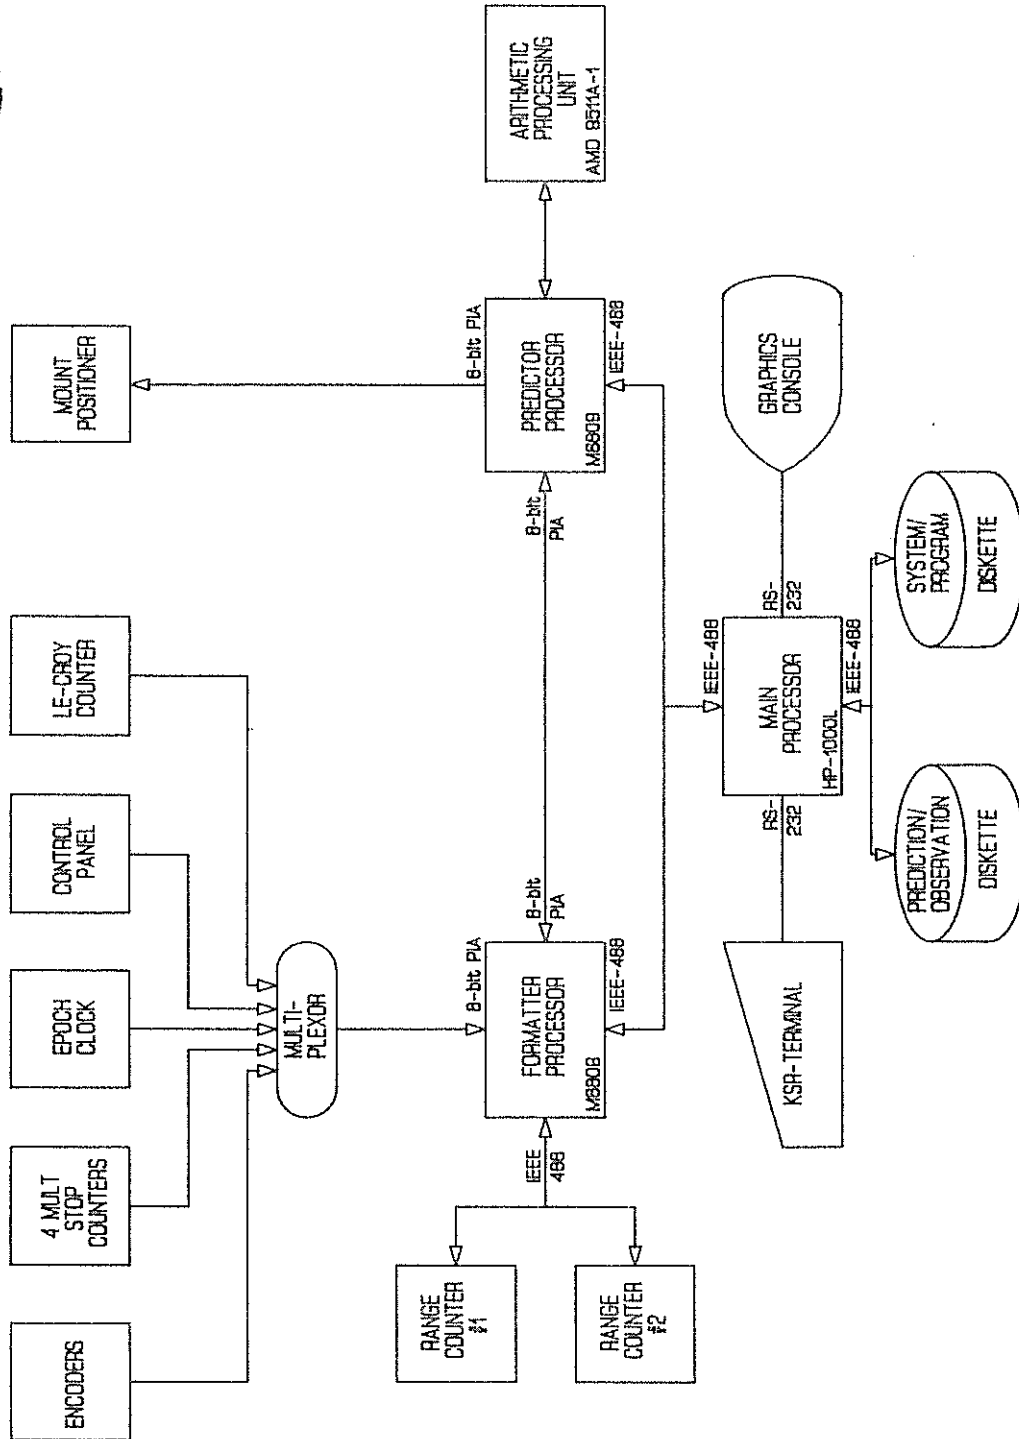 ENCODERS
4 MULT
STOP
COUNTERS
EPOCH
CLOCK
CONTROL
PANEL
LE-CROY
COUNTER
MOUNT
POSITIONER
MULTI-
PLEXOR
RANGE
COUNTER
#1
RANGE
COUNTER
#2
IEEE
488
8-bit PIA
FORMATTER
PROCESSOR
M6808
IEEE-488
8-bit
PIA
8-bit
PIA
8-bit PIA
PREDICTOR
PROCESSOR
M6809
IEEE-488
ARITHMETIC
PROCESSING
UNIT
AMD 9511A-1
KSR-TERMINAL
RS-
232
IEEE-488
MAIN
PROCESSOR
HP-1000L
IEEE-488
RS-
232
GRAPHICS
CONSOLE
PREDICTION/
OBSERVATION
DISKETTE
SYSTEM/
PROGRAM
DISKETTE